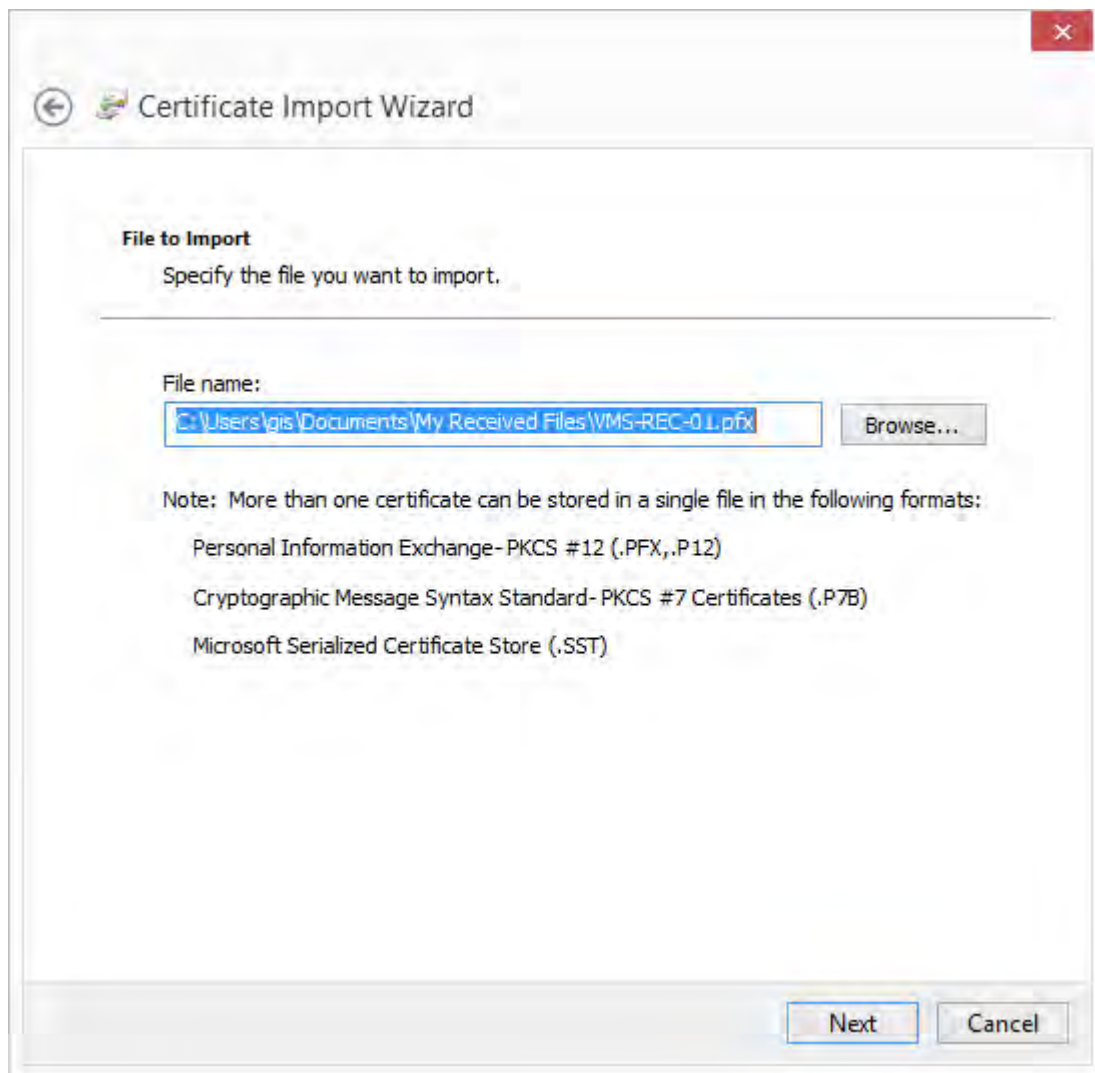 Certificate Import Wizard
File to Import
Specify the file you want to import.
File name:
C:\Users\gis\Documents\My Received Files\VMS-REC-01.pfx
Browse...
Note: More than one certificate can be stored in a single file in the following formats:
Personal Information Exchange- PKCS #12 (.PFX,.P12)
Cryptographic Message Syntax Standard- PKCS #7 Certificates (.P7B)
Microsoft Serialized Certificate Store (.SST)
Next
Cancel